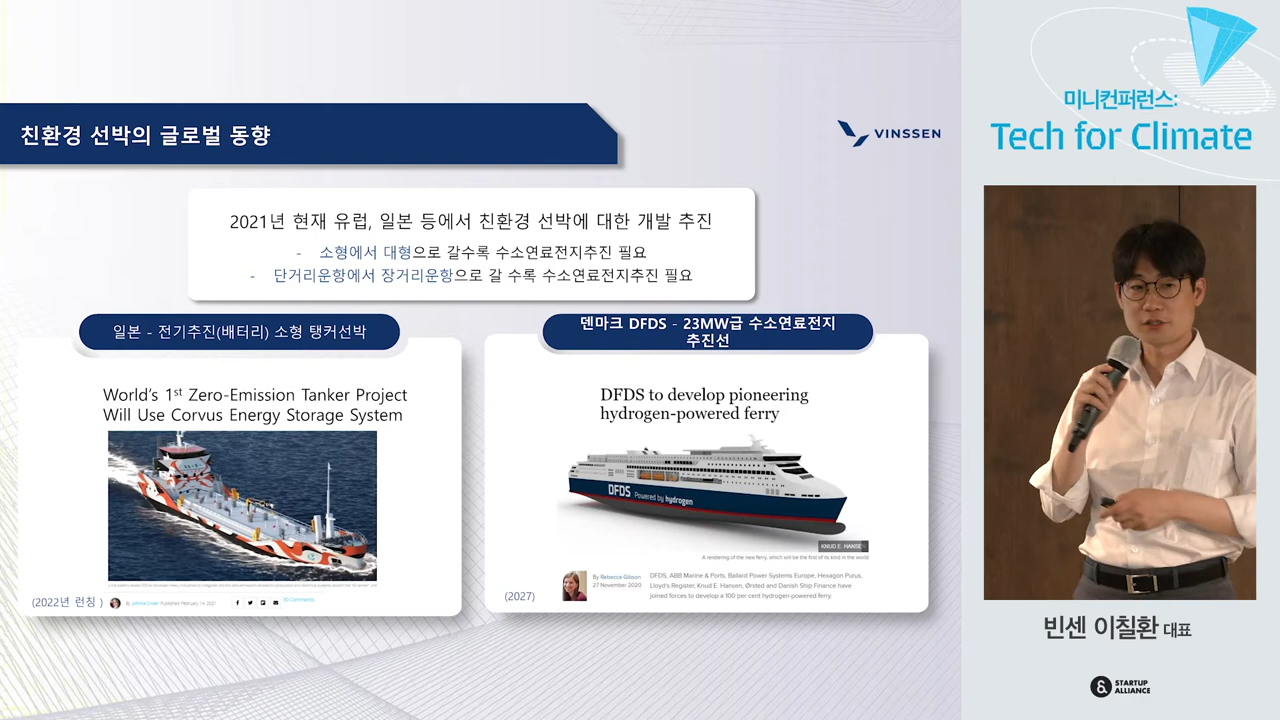 친환경 선박의 글로벌 동향
VINSSEN
2021년 현재 유럽, 일본 등에서 친환경 선박에 대한 개발 추진
- 소형에서 대형으로 갈수록 수소연료전지추진 필요
- 단거리운항에서 장거리운항으로 갈 수록 수소연료전지추진 필요
일본 - 전기추진(배터리) 소형 탱커선박
World's 1st Zero-Emission Tanker Project
Will Use Corvus Energy Storage System
(2022년 런칭 )
Published February 14, 2021
30 Comments
덴마크 DFDS - 23MW급 수소연료전지
추진선
DFDS to develop pioneering
hydrogen-powered ferry
DFDS Powered by hydrogen
KNUD E. HANSEN
A rendering of the new ferry, which will be the first of its kind in the world
(2027)
By Rebecca Gibson
27 November 2020
DFDS, ABB Marine & Ports, Ballard Power Systems Europe, Hexagon Purus,
Lloyd's Register, Knud E. Hansen, Ørsted and Danish Ship Finance have
joined forces to develop a 100 per cent hydrogen-powered ferry.
미니컨퍼런스:
Tech for Climate
빈센 이칠환 대표
STARTUP
ALLIANCE